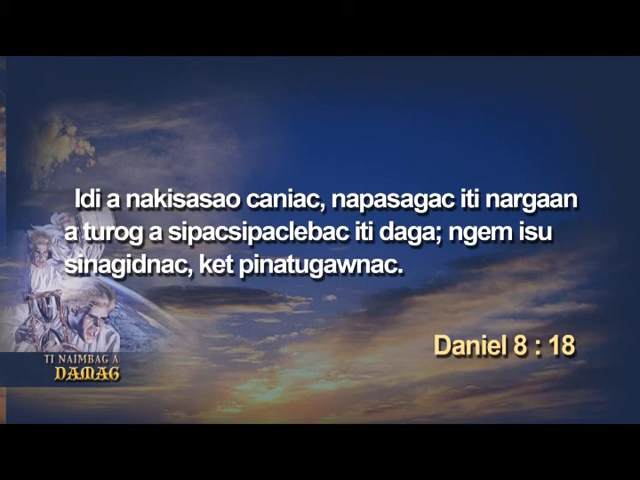 Idi a nakisasao caniac, napasagac iti nargaan
a turog a sipacsipaclebac iti daga; ngem isu
sinagidnac, ket pinatugawnac.
Daniel 8 : 18
TI NAIMBAG A
DAMAG